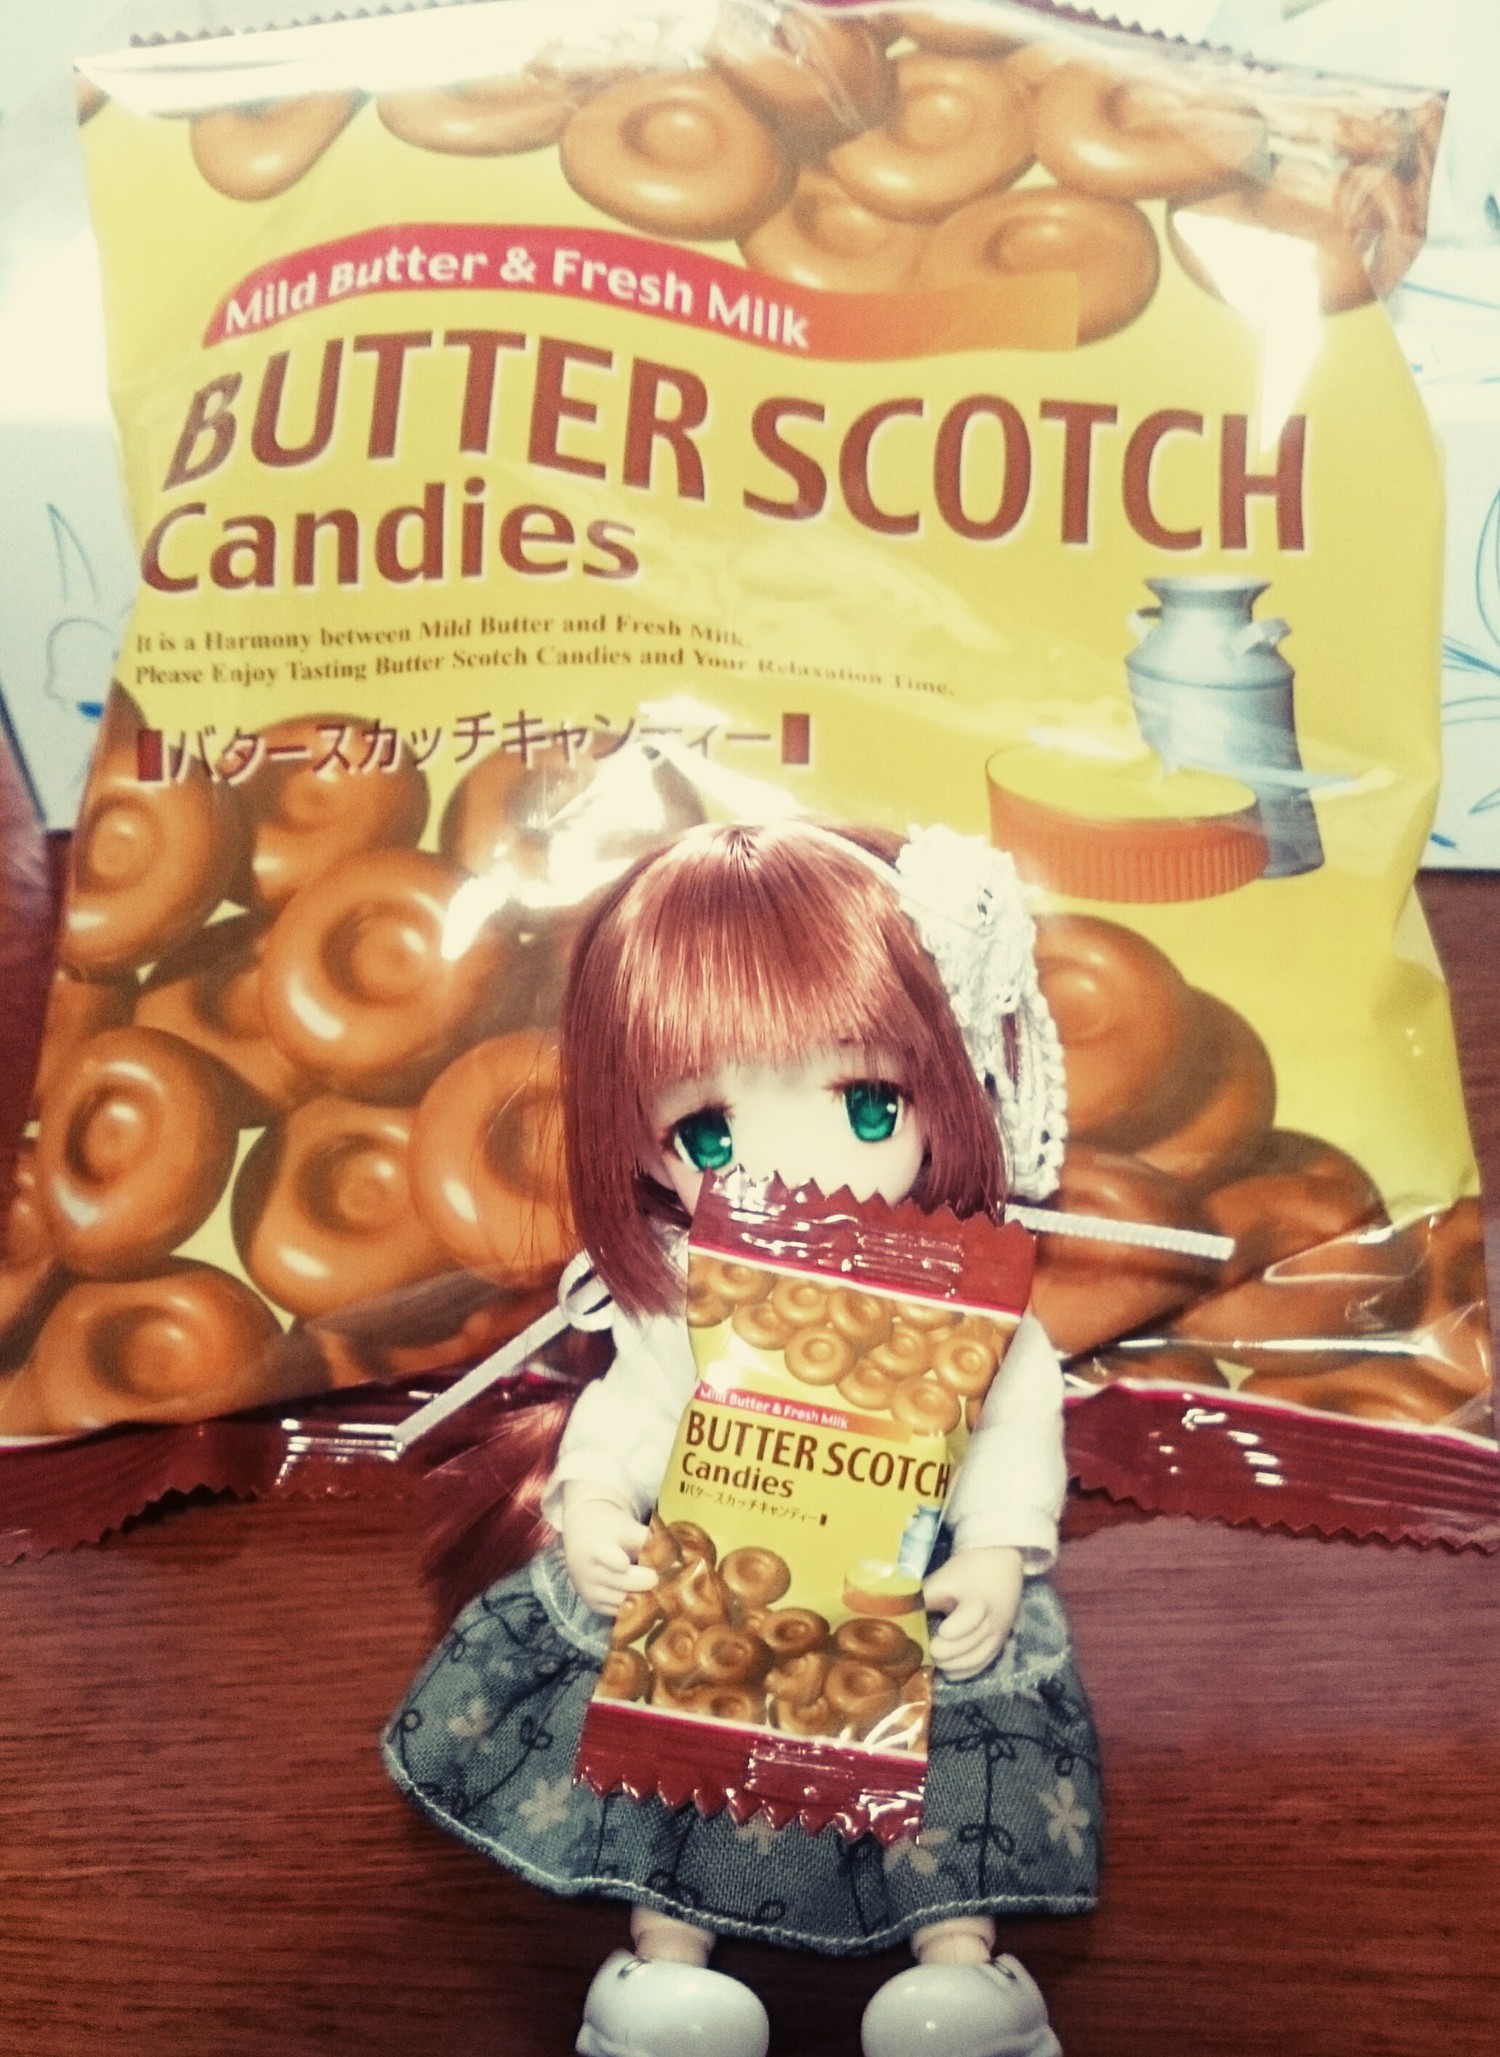 Mild Butter & Fresh Milk
BUTTER SCOTCH
Candies
It is a Harmony between Mild Butter and Fresh Milk.
Please Enjoy Tasting Butter Scotch Candies and Your Relaxation Time.
バタースカッチキャンディー
Mild Butter & Fresh Milk
BUTTER SCOTCH
Candies
バタースカッチキャンディー